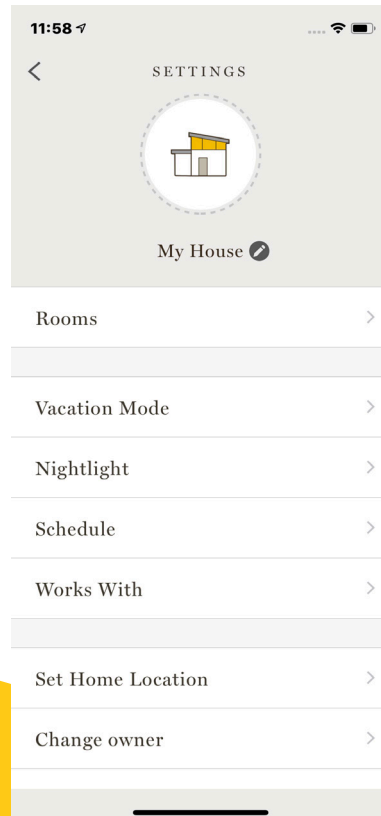 11:58
SETTINGS
My House
Rooms
Vacation Mode
Nightlight
Schedule
Works With
Set Home Location
Change owner